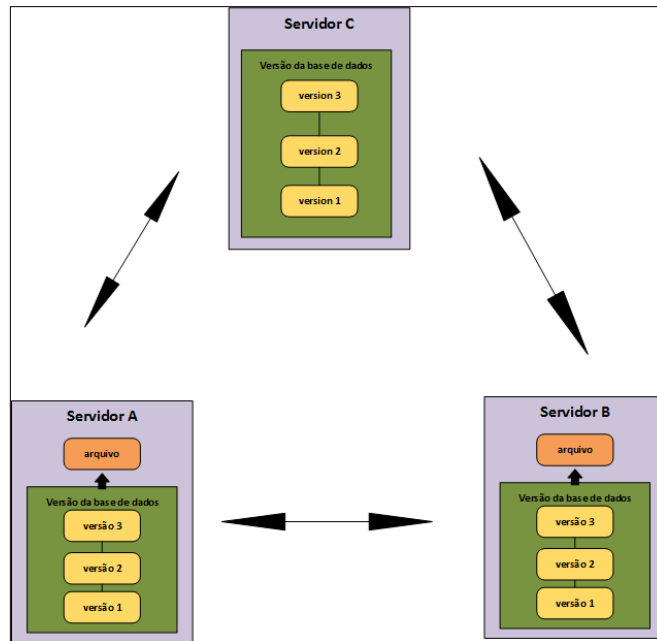 Servidor C
Versão da base de dados
version 3
version 2
version 1
Servidor A
arquivo
Versão da base de dados
versão 3
versão 2
versão 1
Servidor B
arquivo
Versão da base de dados
versão 3
versão 2
versão 1